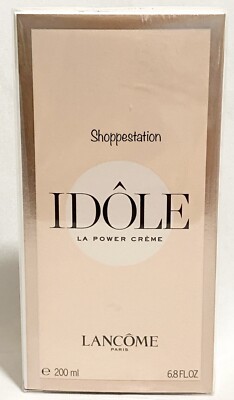 Shoppestation
IDÔLE
LA POWER CRÈME
LANCÔME
PARIS
℮ 200 ml 6.8 FL.OZ